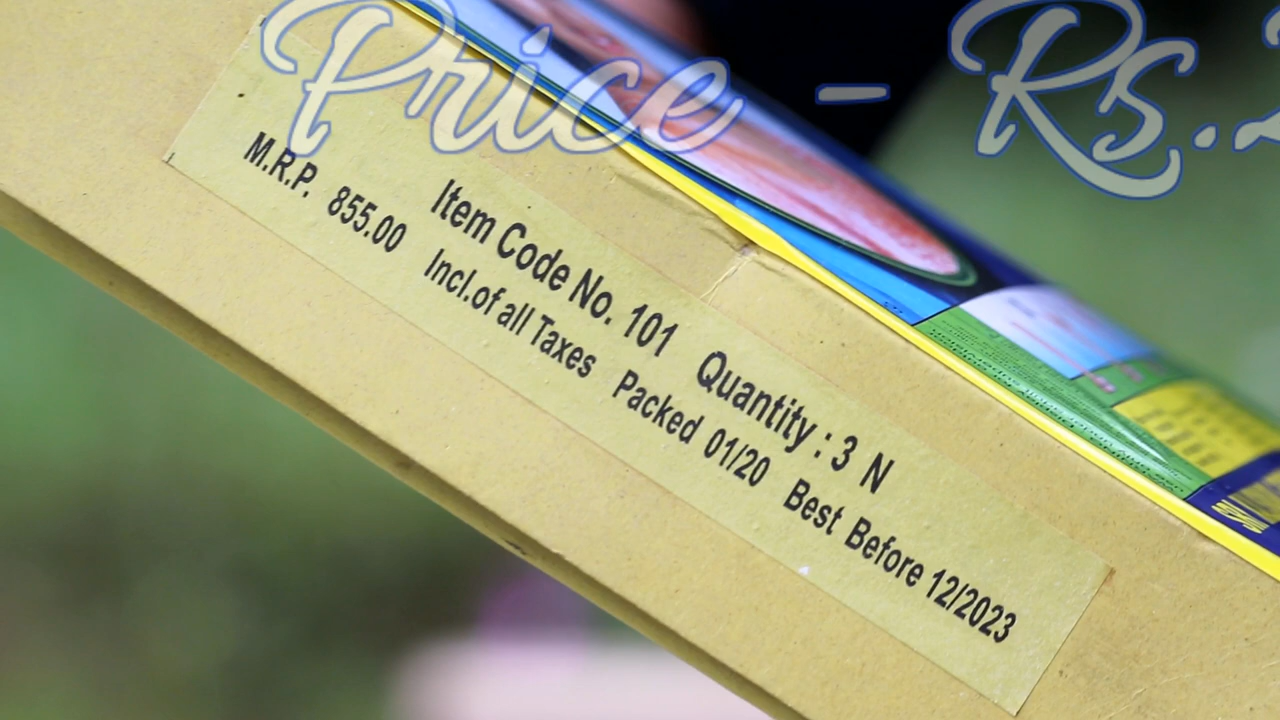 Price - Rs.
Item Code No. 101 Quantity : 3 N
M.R.P. 855.00 Incl.of all Taxes Packed 01/20 Best Before 12/2023